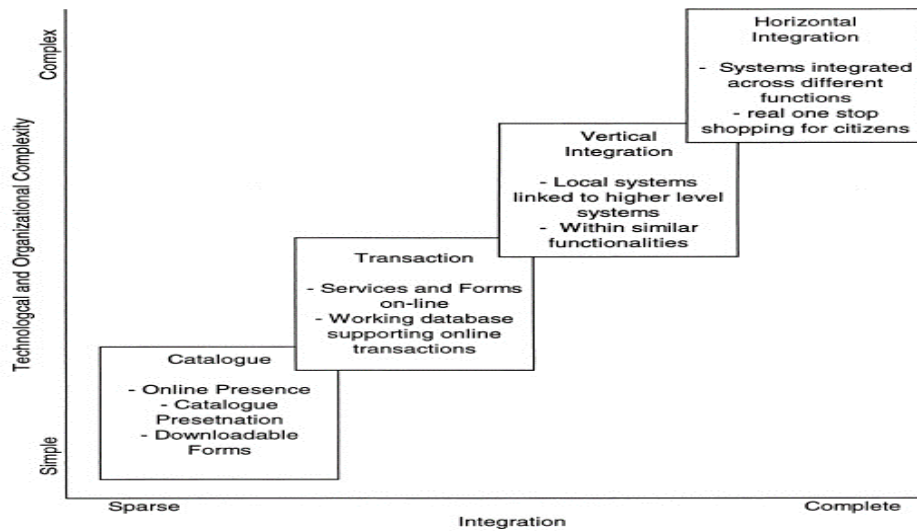 Complex
Technologcal and Organizational Complexity
Simple
Horizontal
Integration
- Systems integrated
across different
functions
- real one stop
shopping for citizens
Vertical
Integration
- Local systems
linked to higher level
systems
- Within similar
functionalities
Transaction
- Services and Forms
on-line
- Working database
supporting online
transactions
Catalogue
- Online Presence
- Catalogue
Presetnation
- Downloadable
Forms
Sparse
Complete
Integration